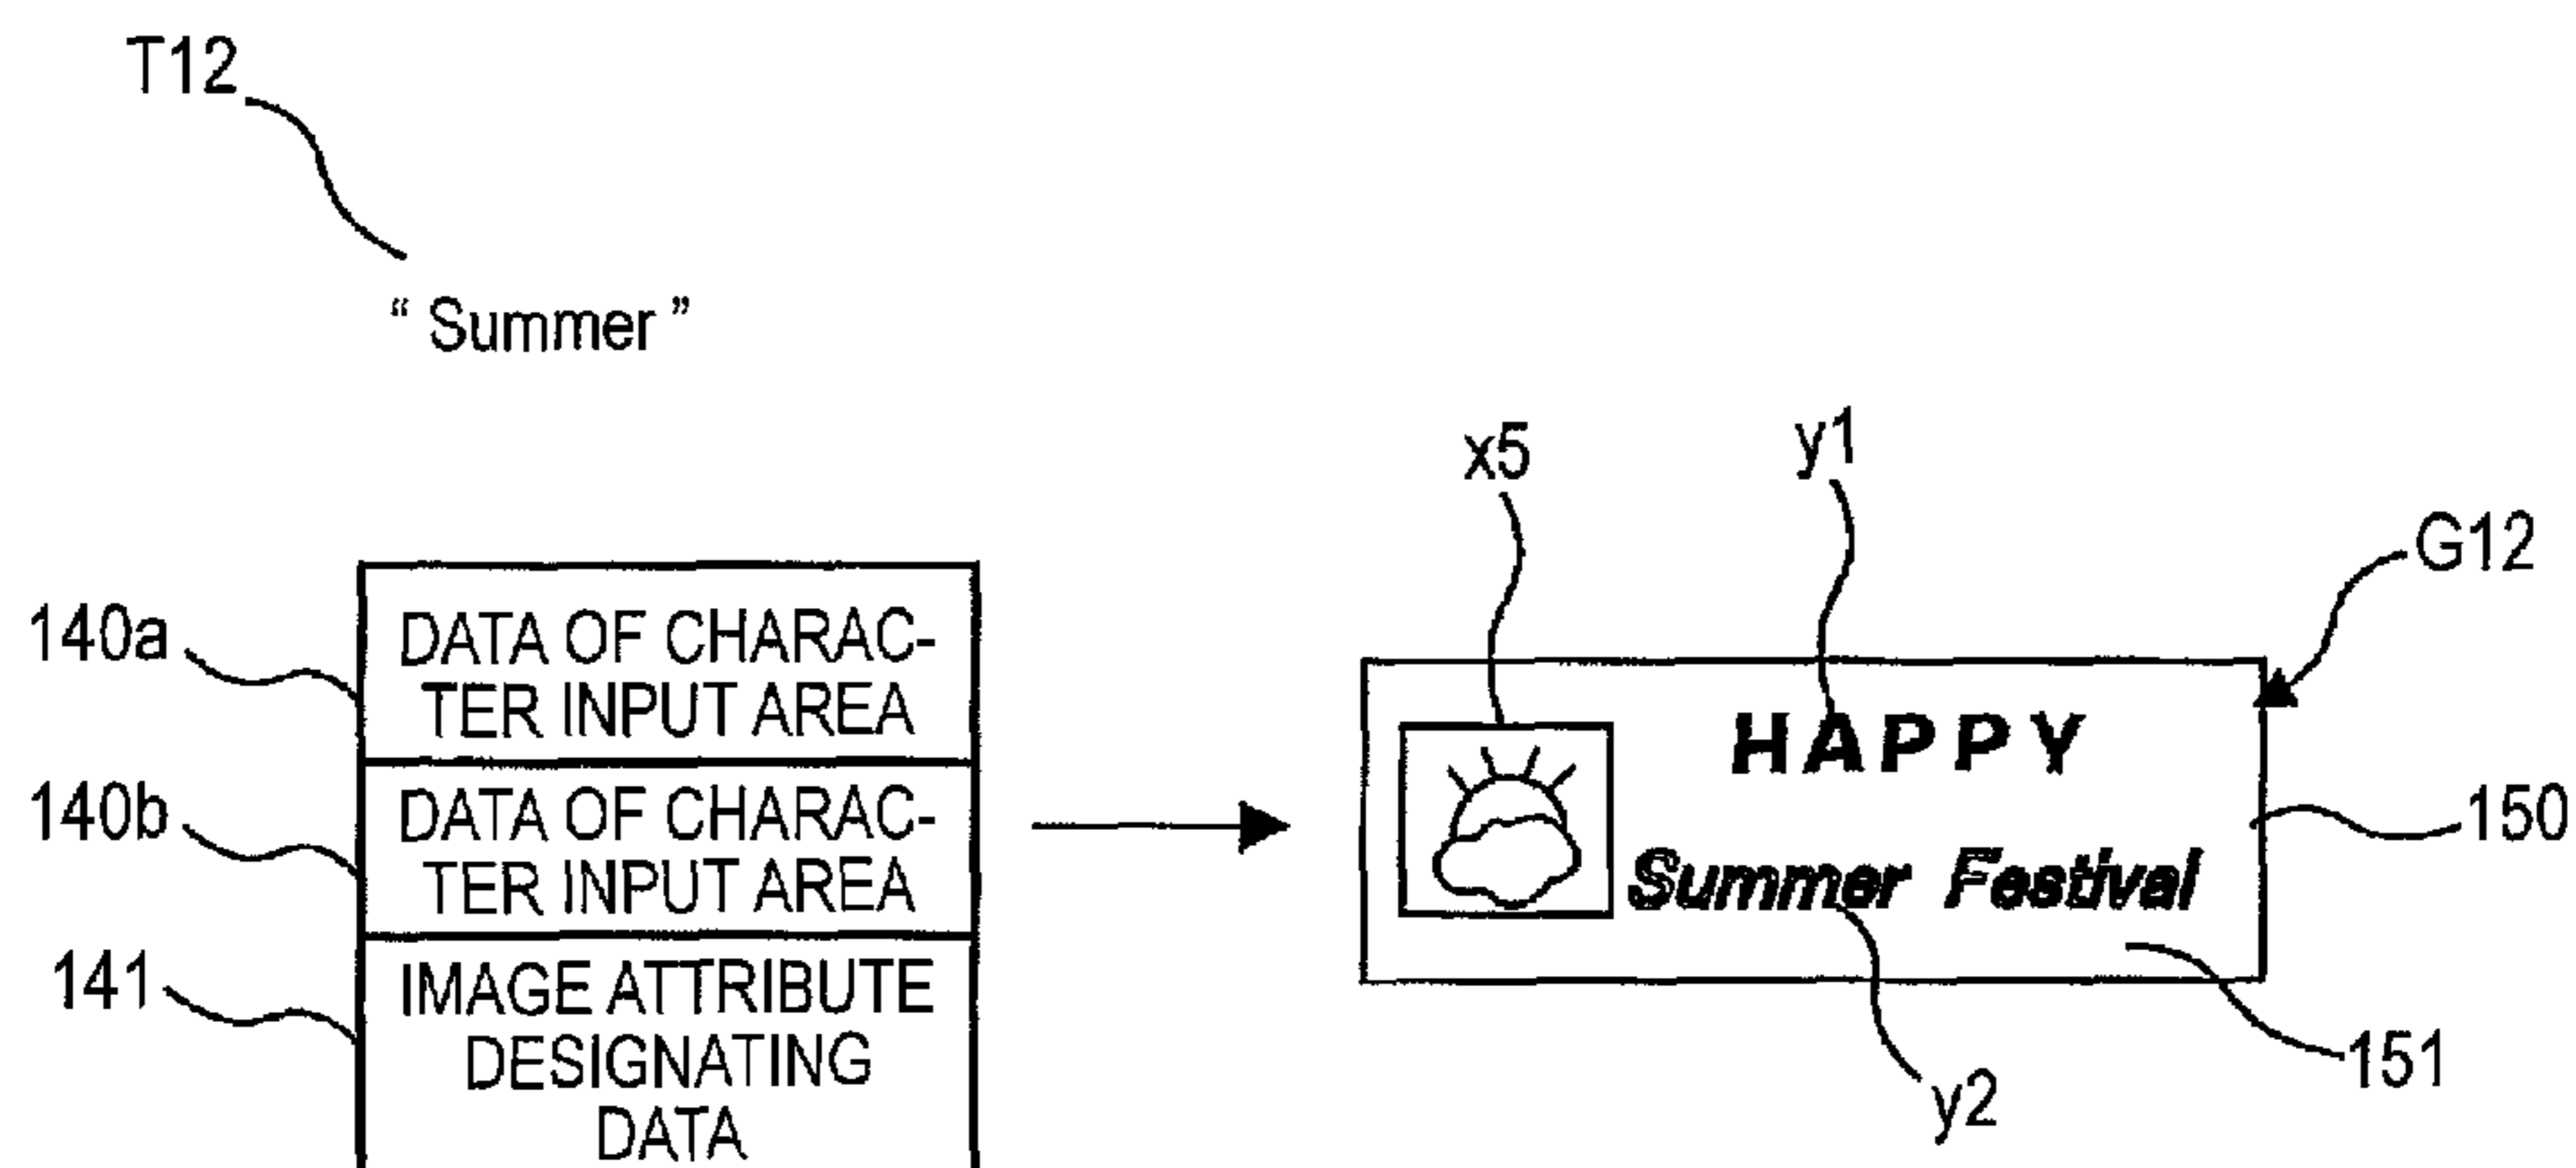 T12
“ Summer ”
x5
y1
G12
140a
DATA OF CHARAC-
TER INPUT AREA
HAPPY
150
140b
DATA OF CHARAC-
TER INPUT AREA
Summer Festival
141
IMAGE ATTRIBUTE
DESIGNATING
DATA
151
y2